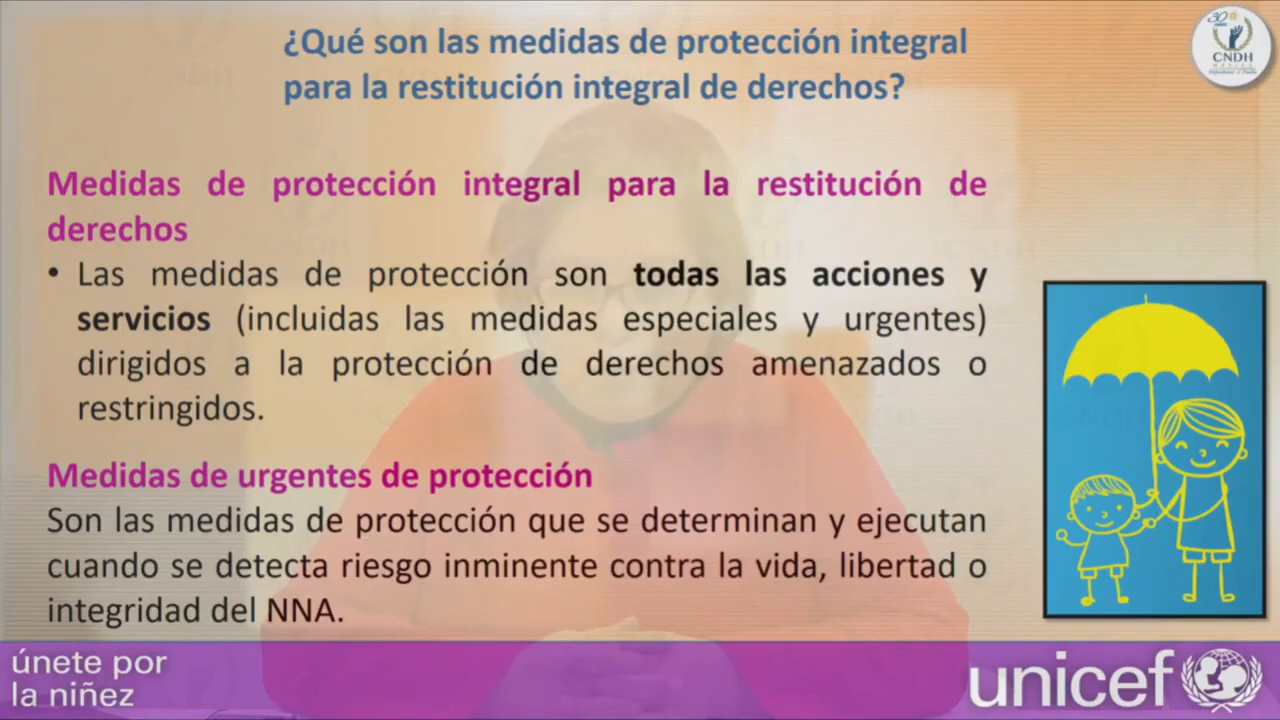 ¿Qué son las medidas de protección integral
para la restitución integral de derechos?
30
CNDH
MÉXICO
Medidas de protección integral para la restitución de
derechos
• Las medidas de protección son todas las acciones y
servicios (incluidas las medidas especiales y urgentes)
dirigidos a la protección de derechos amenazados o
restringidos.
Medidas de urgentes de protección
Son las medidas de protección que se determinan y ejecutan
cuando se detecta riesgo inminente contra la vida, libertad o
integridad del NNA.
únete por
la niñez
unicef